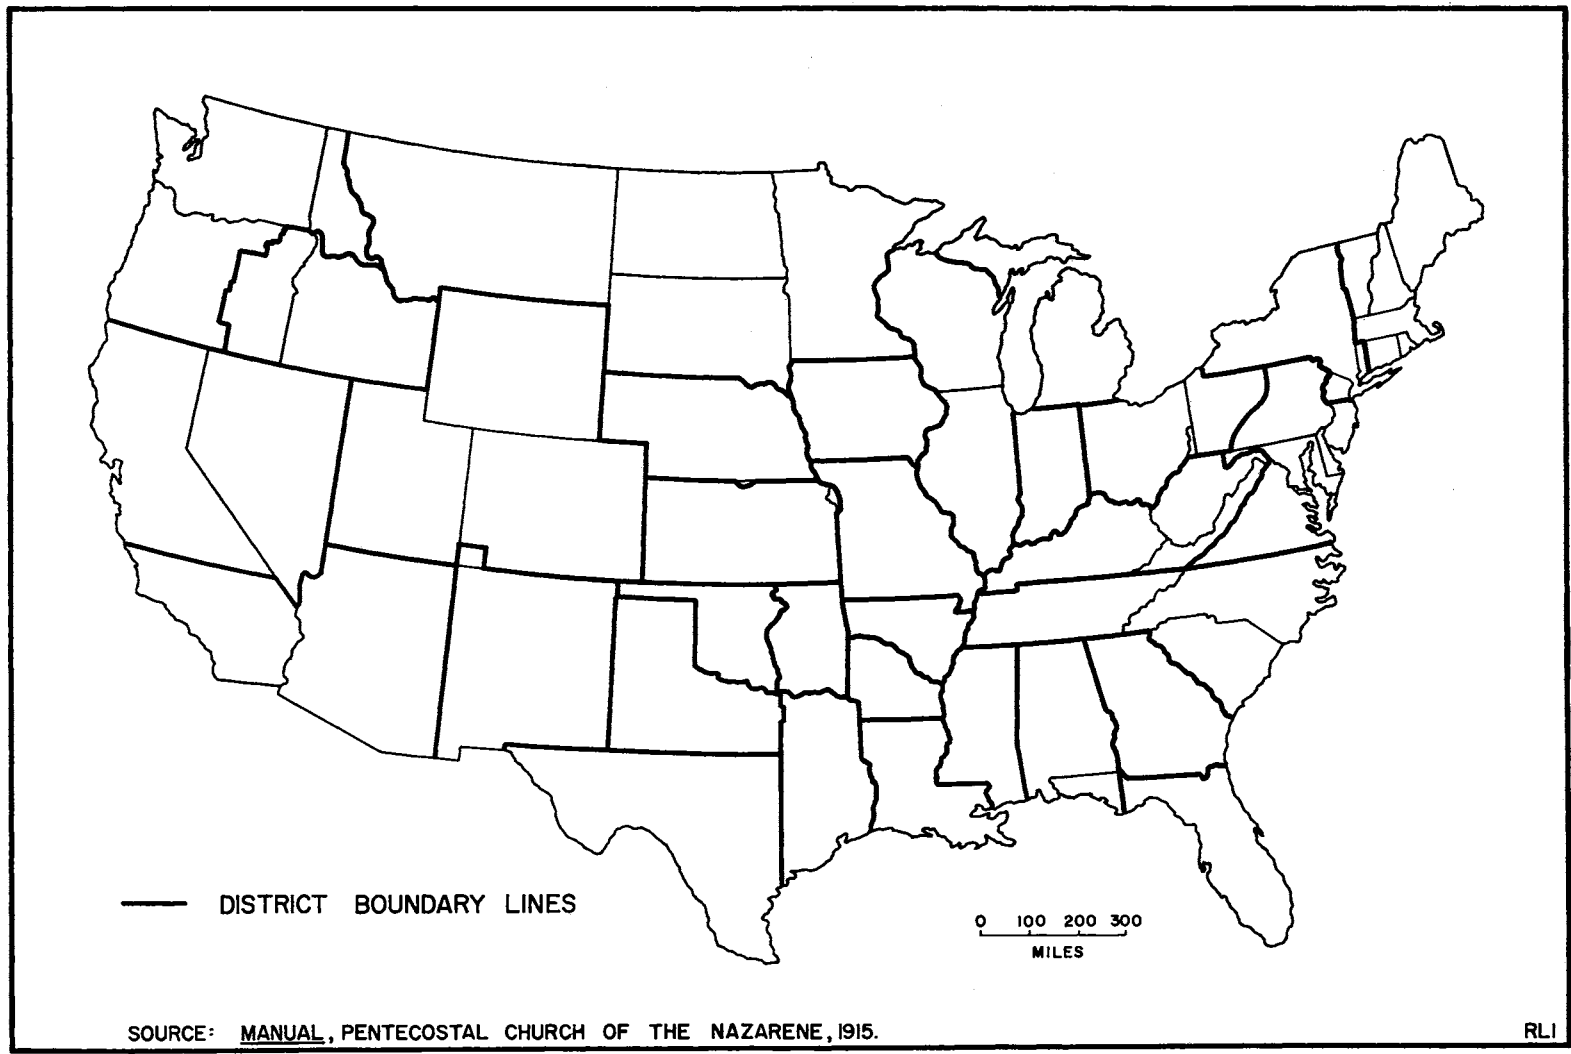 DISTRICT BOUNDARY LINES
0 100 200 300
MILES
SOURCE: MANUAL, PENTECOSTAL CHURCH OF THE NAZARENE, 1915.
RLI